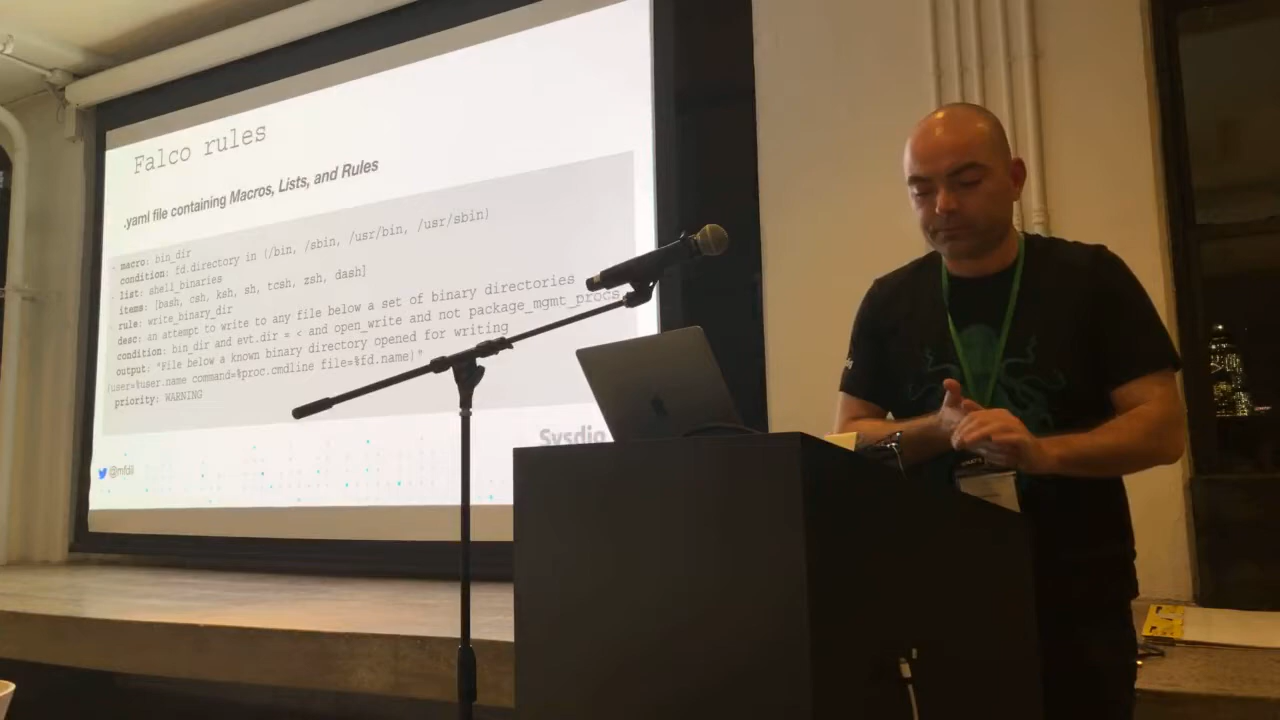 Falco rules
.yaml file containing Macros, Lists, and Rules
- macro: bin_dir
condition: fd.directory in (/bin, /sbin, /usr/bin, /usr/sbin)
- list: shell_binaries
items: [bash, csh, ksh, sh, tcsh, zsh, dash]
- rule: write_binary_dir
desc: an attempt to write to any file below a set of binary directories
condition: bin_dir and evt.dir = < and open_write and not package_mgmt_procs
output: "File below a known binary directory opened for writing
(user=%user.name command=%proc.cmdline file=%fd.name)"
priority: WARNING
@mfdii
Sysdig